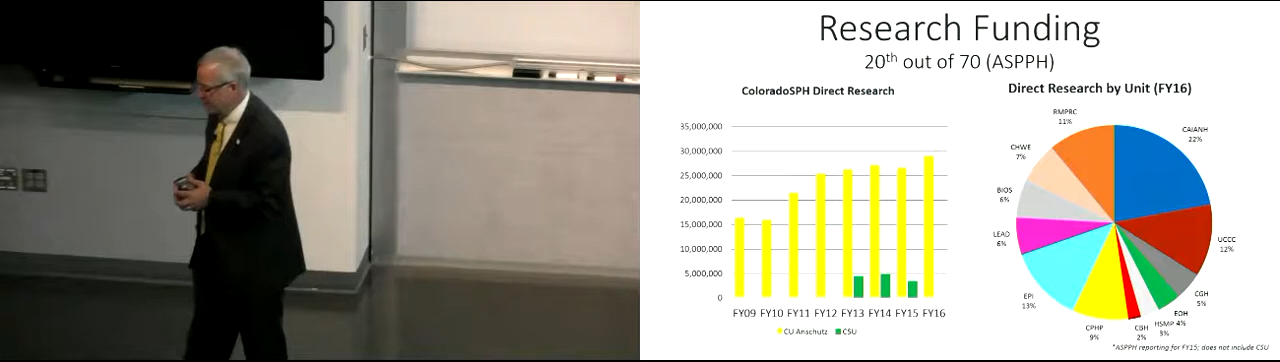 Research Funding
20th out of 70 (ASPPH)
ColoradoSPH Direct Research
35,000,000
30,000,000
25,000,000
20,000,000
15,000,000
10,000,000
5,000,000
0
FY09 FY10 FY11 FY12 FY13 FY14 FY15 FY16
CU Anschutz CSU
Direct Research by Unit (FY16)
RMPRC
11%
CAIANH
22%
CHWE
7%
BIOS
6%
LEAD
6%
UCCC
12%
EPI
13%
CGH
5%
EOH
4%
HSMP
3%
CBH
2%
CPHP
9%
*ASPPH reporting for FY15; does not include CSU